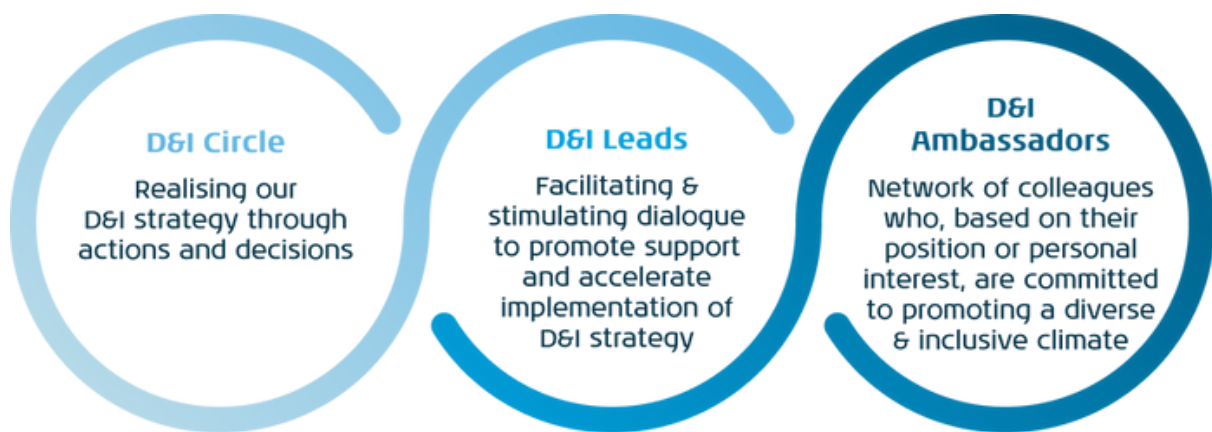 D&I Circle
Realising our
D&I strategy through
actions and decisions
D&I Leads
Facilitating &
stimulating dialogue
to promote support
and accelerate
implementation of
D&I strategy
D&I
Ambassadors
Network of colleagues
who, based on their
position or personal
interest, are committed
to promoting a diverse
& inclusive climate